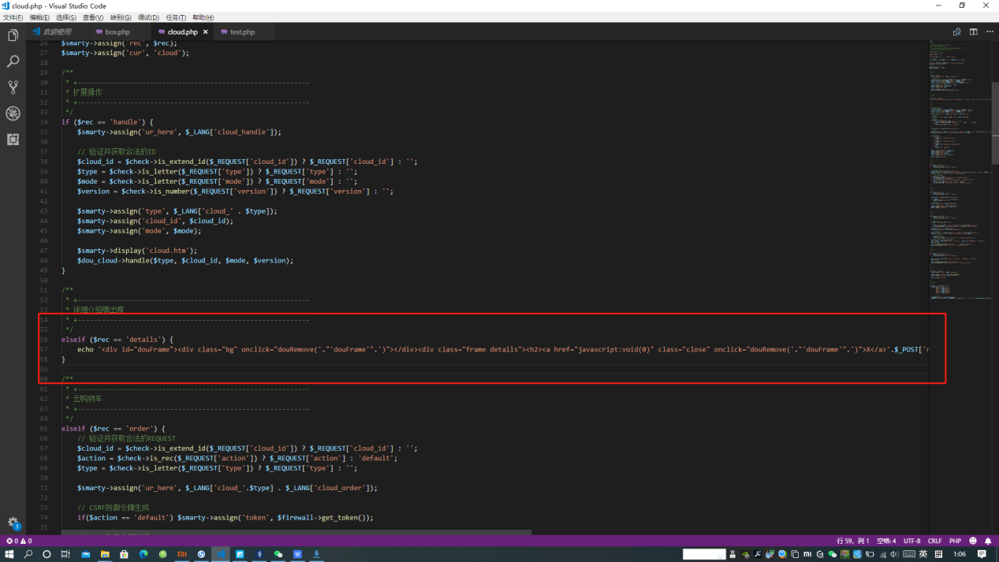 cloud.php - Visual Studio Code
文件(F) 编辑(E) 选择(S) 查看(V) 转到(G) 调试(D) 任务(T) 帮助(H)
欢迎使用 box.php cloud.php test.php
26 $smarty->assign('rec', $rec);
27 $smarty->assign('cur', 'cloud');
28
29 /**
30 * +----------------------------------------------------------
31 * 扩展操作
32 * +----------------------------------------------------------
33 */
34 if ($rec == 'handle') {
35 $smarty->assign('ur_here', $_LANG['cloud_handle']);
36
37 // 验证并获取合法的ID
38 $cloud_id = $check->is_extend_id($_REQUEST['cloud_id']) ? $_REQUEST['cloud_id'] : '';
39 $type = $check->is_letter($_REQUEST['type']) ? $_REQUEST['type'] : '';
40 $mode = $check->is_letter($_REQUEST['mode']) ? $_REQUEST['mode'] : '';
41 $version = $check->is_number($_REQUEST['version']) ? $_REQUEST['version'] : '';
42
43 $smarty->assign('type', $_LANG['cloud_' . $type]);
44 $smarty->assign('cloud_id', $cloud_id);
45 $smarty->assign('mode', $mode);
46
47 $smarty->display('cloud.htm');
48 $dou_cloud->handle($type, $cloud_id, $mode, $version);
49 }
50
51 /**
52 * +----------------------------------------------------------
53 * 详细介绍弹出框
54 * +----------------------------------------------------------
55 */
56 elseif ($rec == 'details') {
57 echo '<div id="douFrame"><div class="bg" onclick="douRemove('."'douFrame'".')"></div><div class="frame details"><h2><a href="javascript:void(0)" class="close" onclick="douRemove('."'douFrame'".')">X</a>'.$_POST['n
58 }
59
60 /**
61 * +----------------------------------------------------------
62 * 云购物车
63 * +----------------------------------------------------------
64 */
65 elseif ($rec == 'order') {
66 // 验证并获取合法的REQUEST
67 $cloud_id = $check->is_extend_id($_REQUEST['cloud_id']) ? $_REQUEST['cloud_id'] : '';
68 $action = $check->is_rec($_REQUEST['action']) ? $_REQUEST['action'] : 'default';
69 $type = $check->is_letter($_REQUEST['type']) ? $_REQUEST['type'] : '';
70
71 $smarty->assign('ur_here', $_LANG['cloud_'.$type] . $_LANG['cloud_order']);
72
73 // CSRF防御令牌生成
74 if($action == 'default') $smarty->assign('token', $firewall->get_token());
75
0 0 行 59，列 1 空格: 4 UTF-8 CRLF PHP
英 1:06